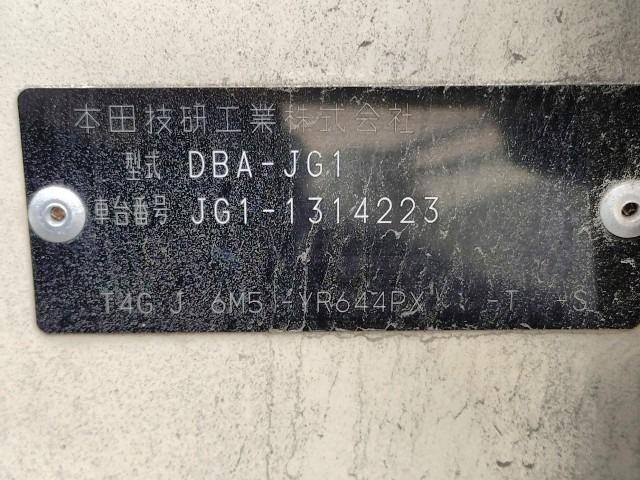 本田技研工業株式会社
型式 DBA-JG1
車台番号 JG1-1314223
T4G J 6M5 -YR644PX -T -S